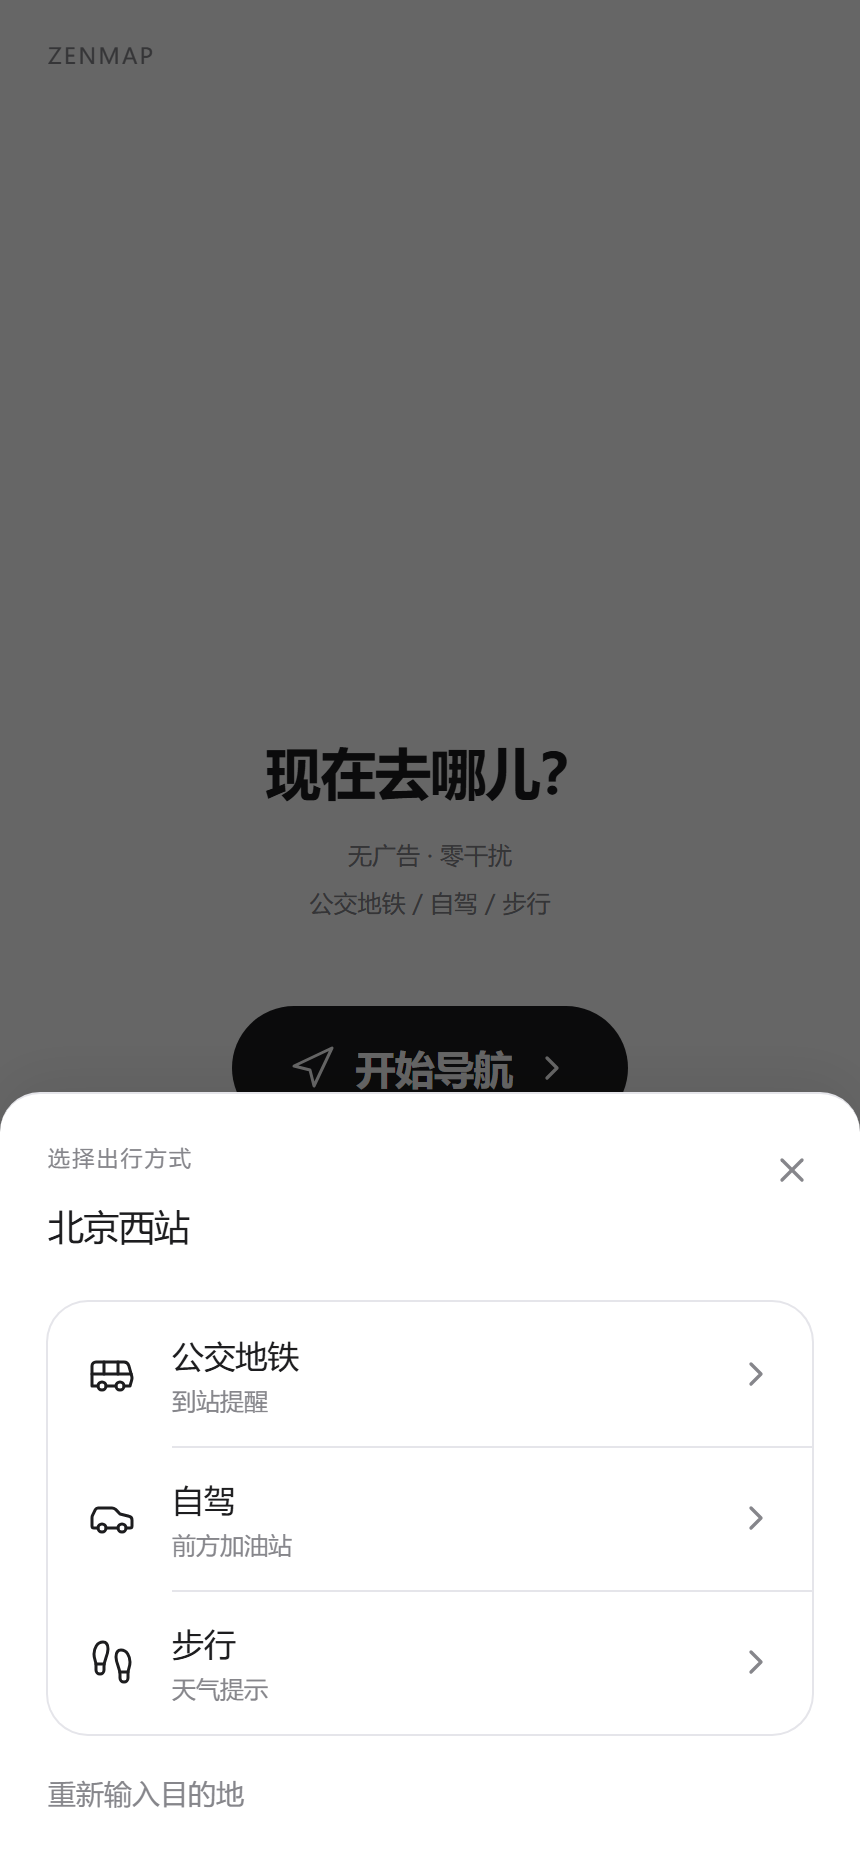 ZENMAP
现在去哪儿?
无广告 · 零干扰
公交地铁 / 自驾 / 步行
开始导航
选择出行方式
北京西站
公交地铁
到站提醒
自驾
前方加油站
步行
天气提示
重新输入目的地